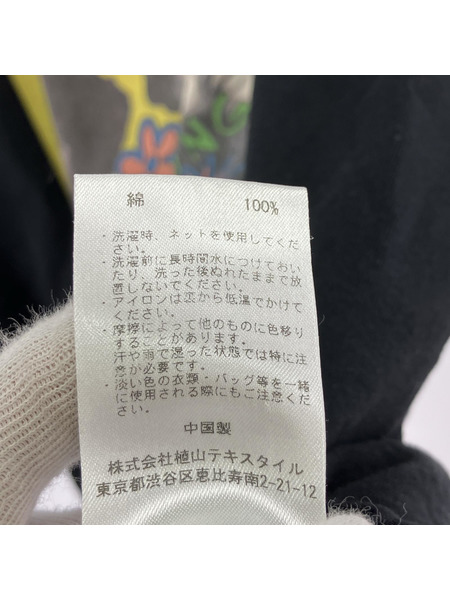 綿 100%
・洗濯時、ネットを使用してくだ
さい。
・洗濯前に長時間水につけておい
たり、洗った後ぬれたままで放
置しないでください。
・アイロンは裏から低温でかけて
ください。
・摩擦によって他のものに色移り
することがあります。
汗や雨で湿った状態では特に注
意が必要です。
・淡い色の衣類・バッグ等を一緒
に使用される際にもご注意くださ
い。
中国製
株式会社植山テキスタイル
東京都渋谷区恵比寿南2-21-12